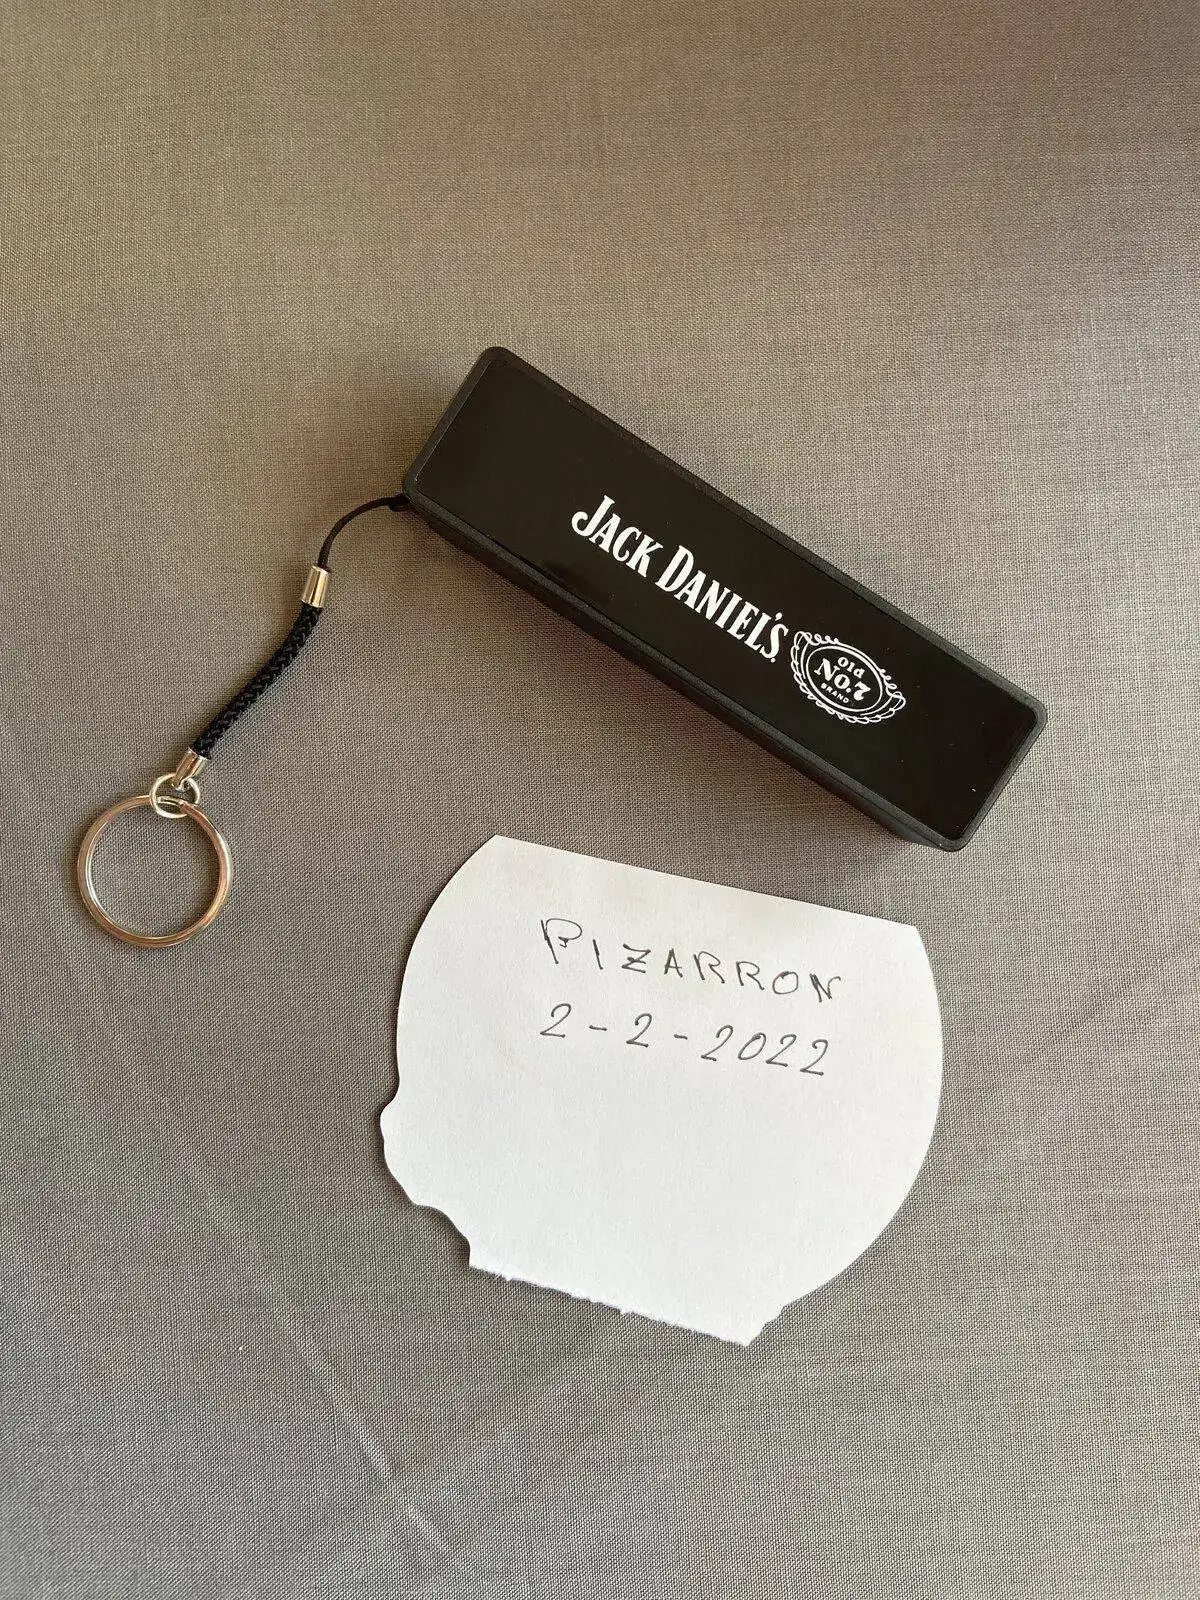 JACK DANIEL'S
Old
No.7
BRAND
PIZARRON
2-2-2022